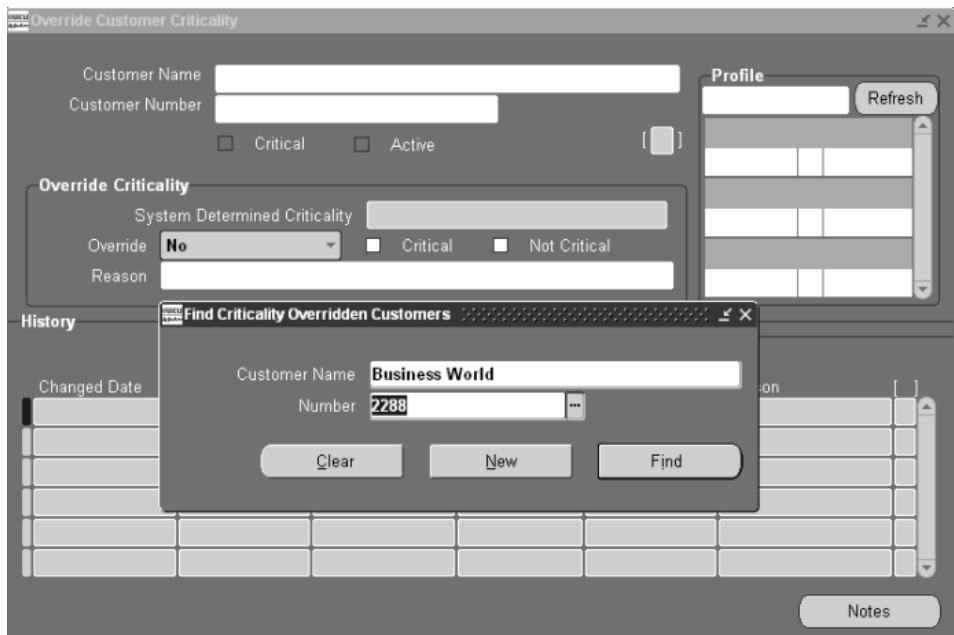 Override Customer Criticality
Customer Name
Profile
Customer Number
Refresh
Critical Active [ ]
Override Criticality
System Determined Criticality
Override No Critical Not Critical
Reason
Find Criticality Overridden Customers
History
Customer Name Business World
Changed Date on [ ]
Number 2288 ...
Clear New Find
Notes